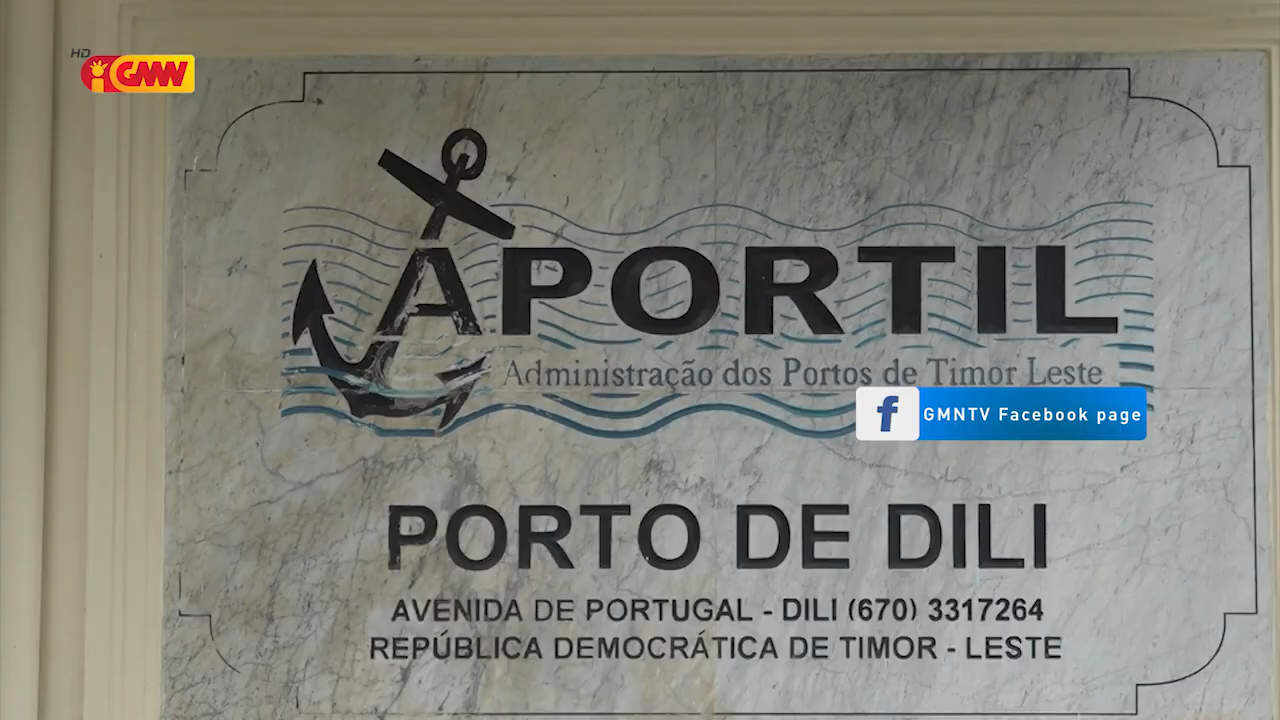 HD
GMN
APORTIL
Administração dos Portos de Timor Leste
GMNTV Facebook page
PORTO DE DILI
AVENIDA DE PORTUGAL - DILI (670) 3317264
REPÚBLICA DEMOCRÁTICA DE TIMOR - LESTE